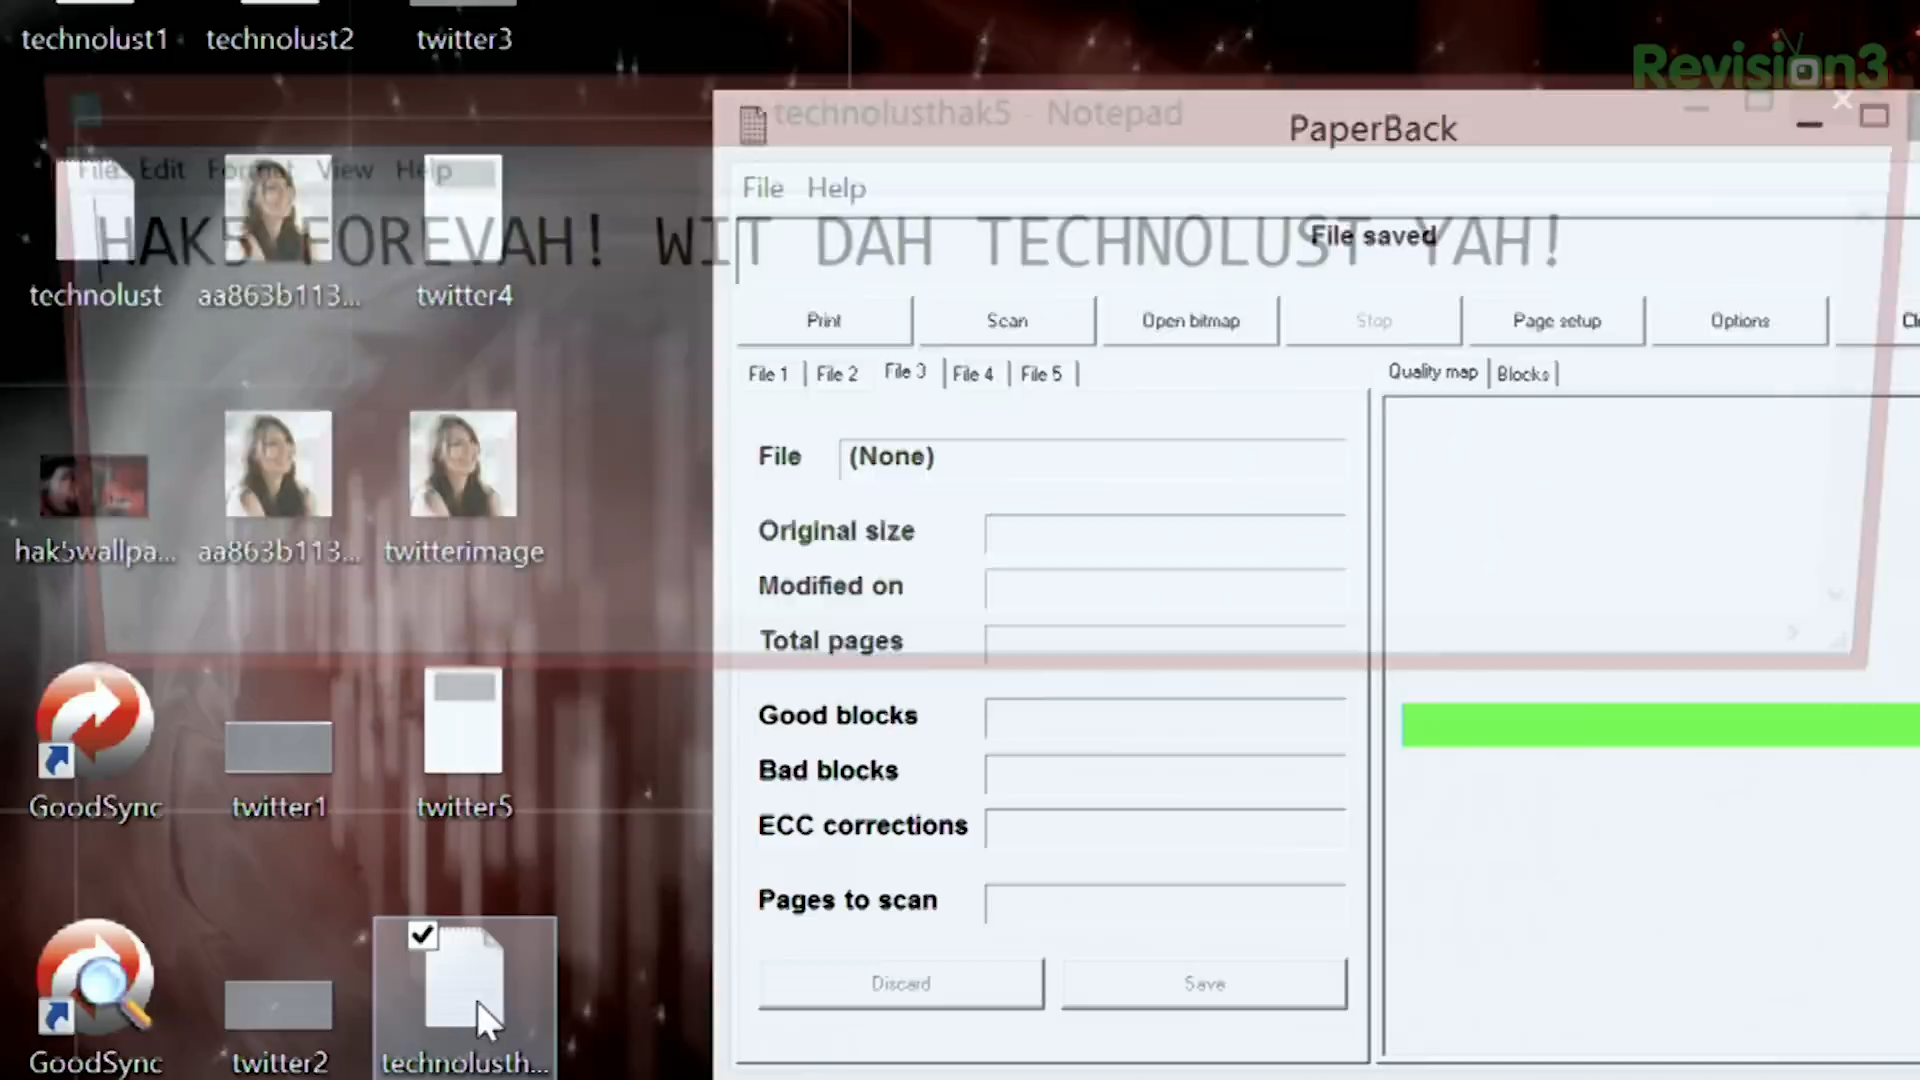 technolust1 technolust2 twitter3
Revision3
technolusthak5 - Notepad
PaperBack
File Edit Format View Help
File Help
HAK5 FOREVAH! WIT DAH TECHNOLUST YAH!
File saved
technolust aa863b113... twitter4
Print Scan Open bitmap Stop Page setup Options
File 1 File 2 File 3 File 4 File 5 Quality map Blocks
File (None)
Original size
hak5wallpa... aa863b113... twitterimage
Modified on
Total pages
Good blocks
Bad blocks
GoodSync twitter1 twitter5
ECC corrections
Pages to scan
Discard Save
GoodSync twitter2 technolusth...